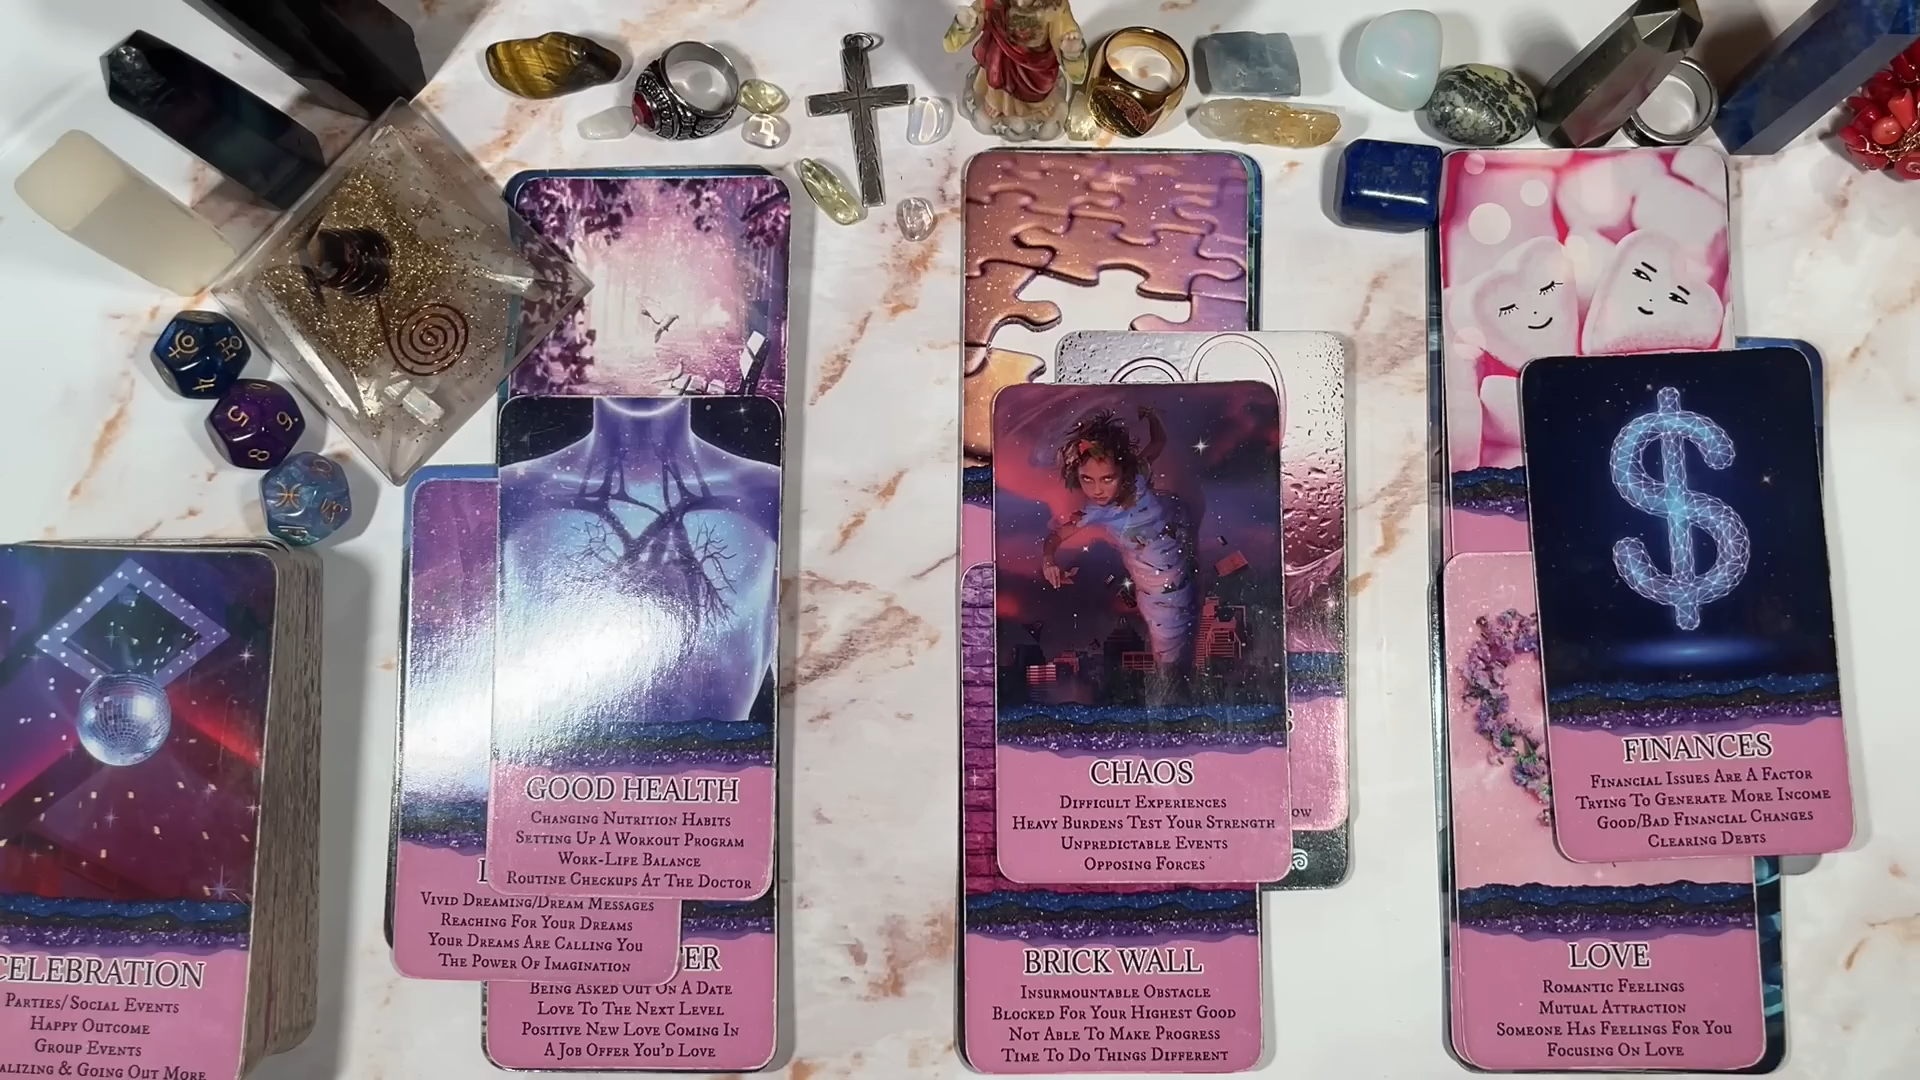 CELEBRATION
Parties/Social Events
Happy Outcome
Group Events
& Going Out More
Good Health
Changing Nutrition Habits
Setting Up A Workout Program
Work-Life Balance
Routine Checkups At The Doctor
Vivid Dreaming/Dream Messages
Reaching For Your Dreams
Your Dreams Are Calling You
The Power Of Imagination
Being Asked Out On A Date
Love To The Next Level
Positive New Love Coming In
A Job Offer You'd Love
CHAOS
Difficult Experiences
Heavy Burdens Test Your Strength
Unpredictable Events
Opposing Forces
BRICK WALL
Insurmountable Obstacle
Blocked For Your Highest Good
Not Able To Make Progress
Time To Do Things Different
FINANCES
Financial Issues Are A Factor
Trying To Generate More Income
Good/Bad Financial Changes
Clearing Debts
LOVE
Romantic Feelings
Mutual Attraction
Someone Has Feelings For You
Focusing On Love